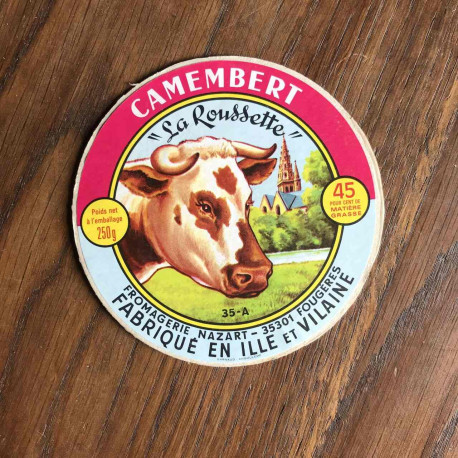 CAMEMBERT
"La Roussette"
Poids net
à l'emballage
250g
45
POUR CENT DE
MATIÈRE
GRASSE
35-A
FROMAGERIE NAZART - 35301 FOUGÈRES
FABRIQUÉ EN ILLE ET VILAINE